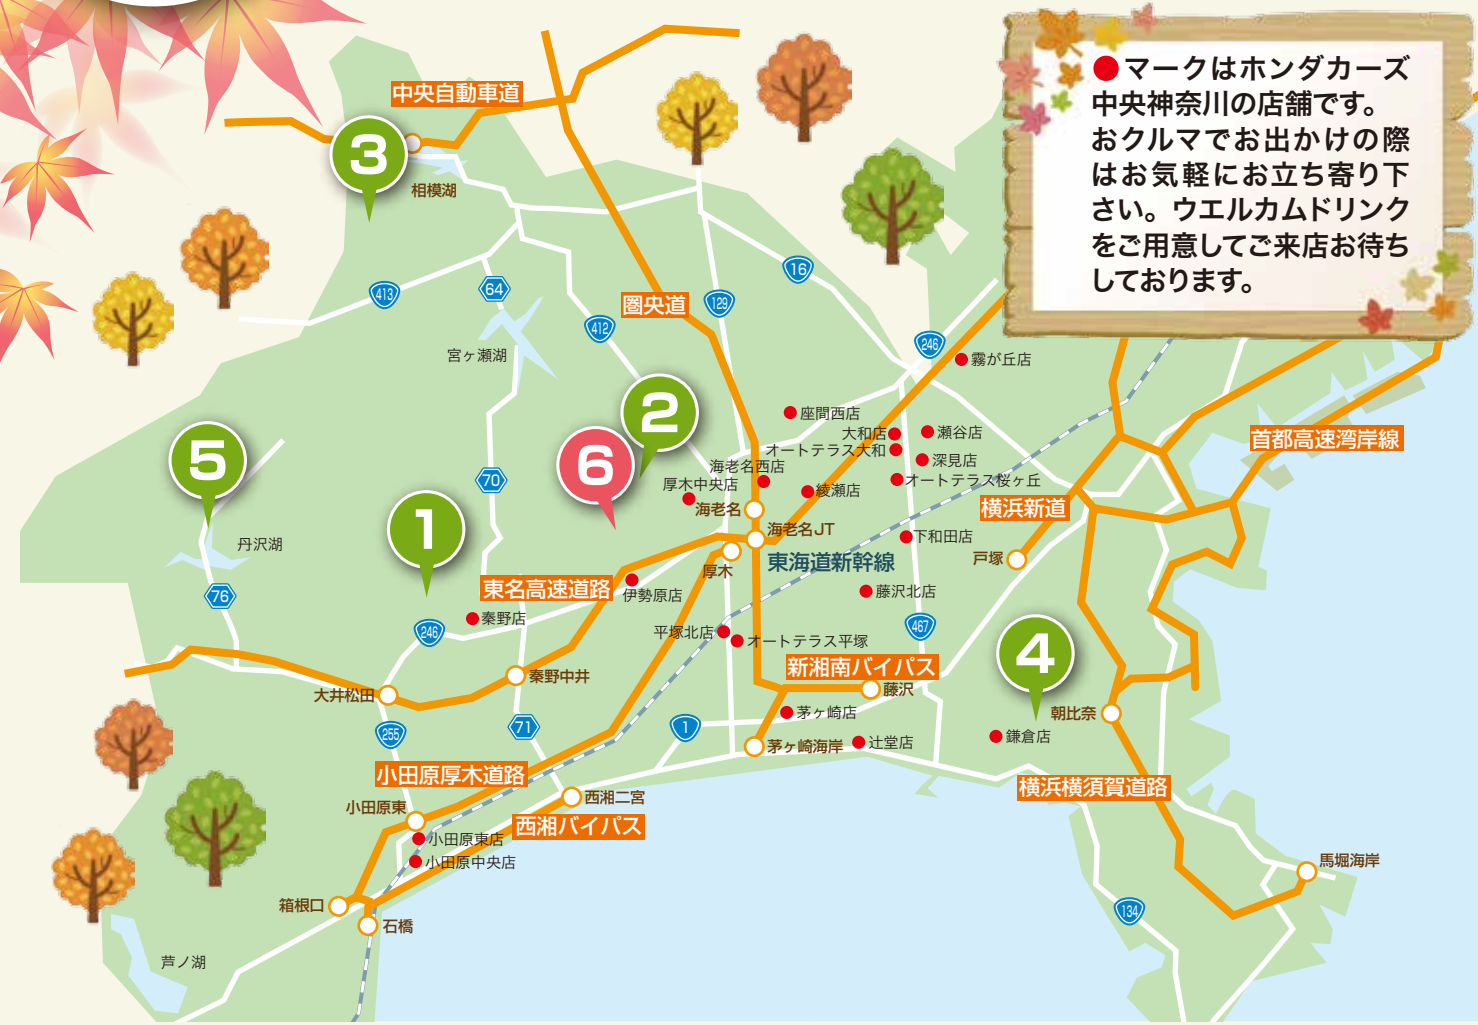 ●マークはホンダカーズ
中央神奈川の店舗です。
おクルマでお出かけの際
はお気軽にお立ち寄り下
さい。ウエルカムドリンク
をご用意してご来店お待ち
しております。
中央自動車道
3
相模湖
413
64
圏央道
129
16
412
宮ヶ瀬湖
246
霧が丘店
2
座間西店
大和店
瀬谷店
首都高速湾岸線
5
6
オートテラス大和
深見店
海老名西店
70
厚木中央店
綾瀬店
オートテラス桜ヶ丘
海老名
横浜新道
1
海老名JT
下和田店
丹沢湖
東海道新幹線
戸塚
厚木
東名高速道路
伊勢原店
藤沢北店
76
秦野店
246
平塚北店
オートテラス平塚
467
4
新湘南バイパス
秦野中井
藤沢
大井松田
茅ヶ崎店
朝比奈
255
71
1
鎌倉店
茅ヶ崎海岸
辻堂店
小田原厚木道路
横浜横須賀道路
小田原東
西湘二宮
西湘バイパス
小田原東店
小田原中央店
馬堀海岸
箱根口
石橋
134
芦ノ湖